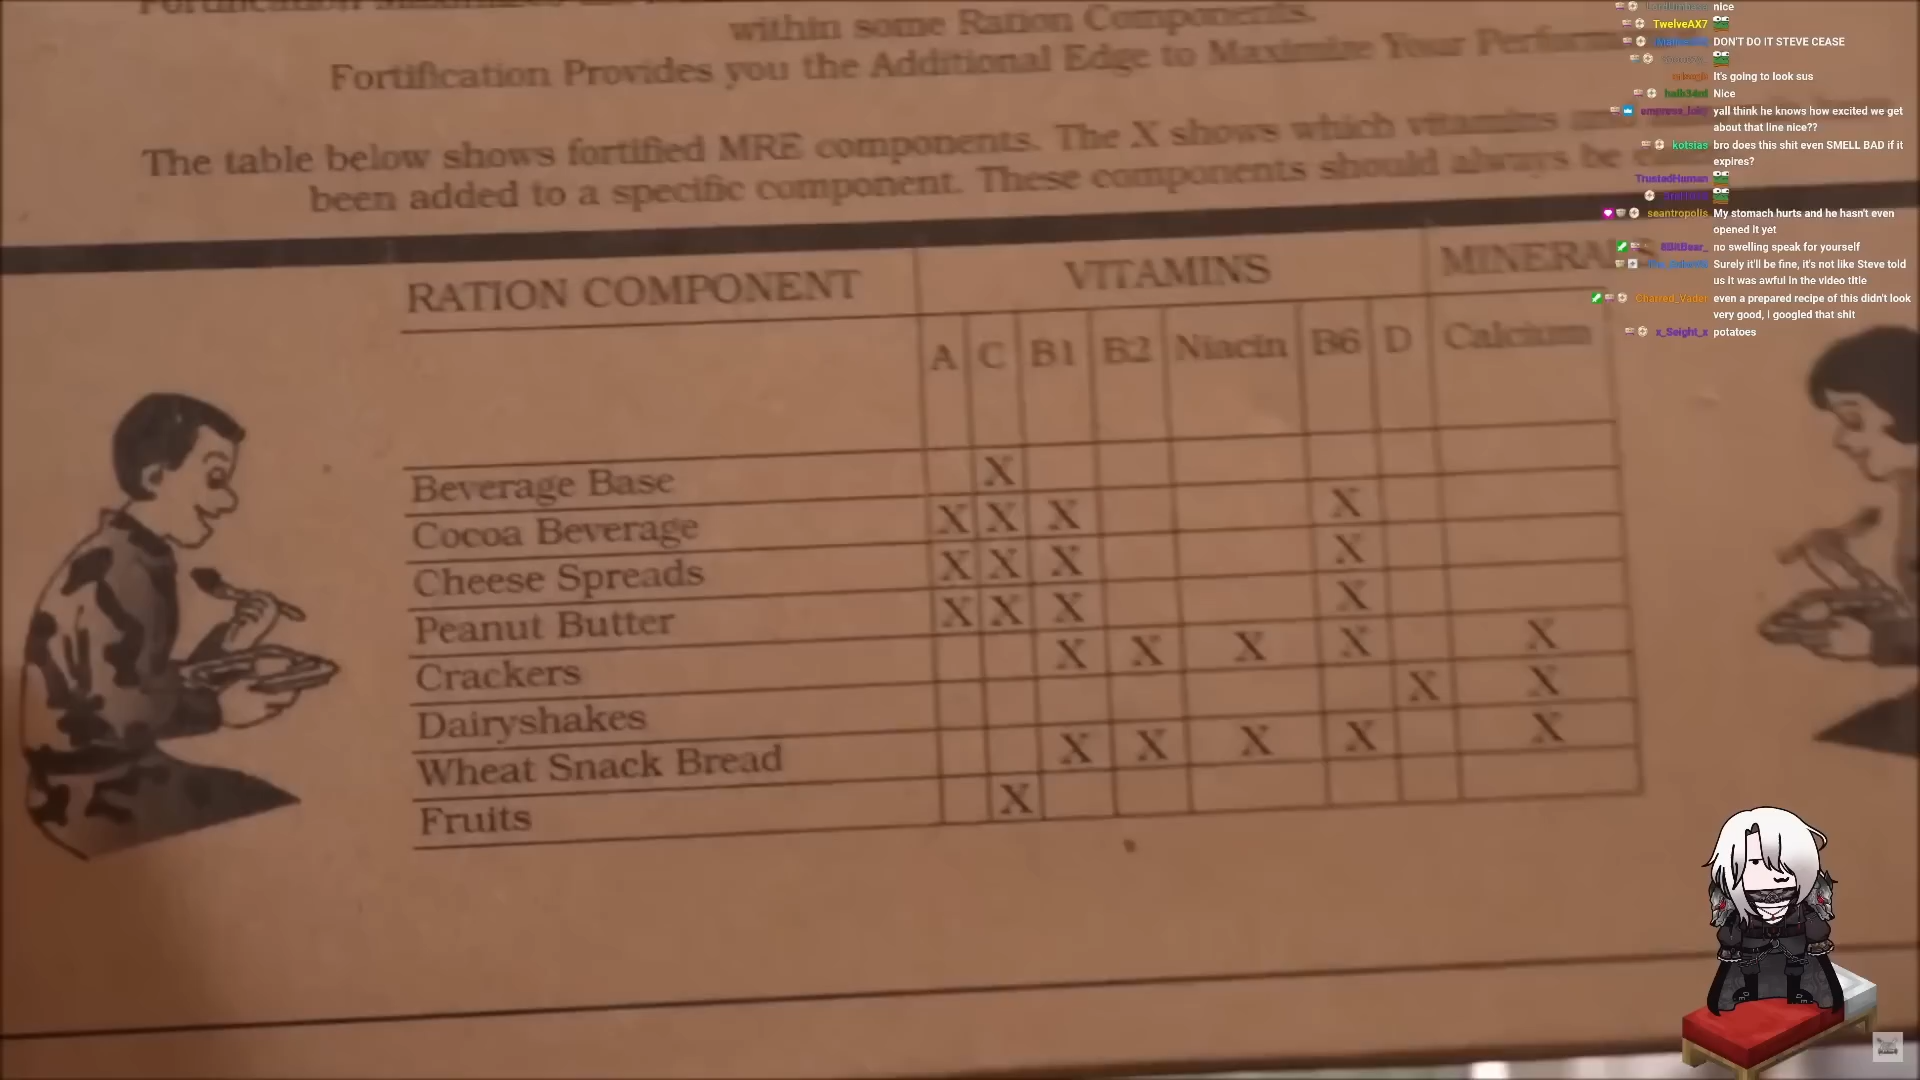 within some Ration Components.
Fortification Provides you the Additional Edge to Maximize Your
The table below shows fortified MRE components. The X shows which vitamins
been added to a specific component. These components should always be
RATION COMPONENT VITAMINS MINERALS
A C B1 B2 Niacin B6 D Calcium
Beverage Base X
Cocoa Beverage X X X X
Cheese Spreads X X X X
Peanut Butter X X X X
Crackers X X X X X
Dairyshakes X X
Wheat Snack Bread X X X X X
Fruits X
nice
TwelveAX7
DON'T DO IT STEVE CEASE
It's going to look sus
Nice
yall think he knows how excited we get
about that line nice??
kotsias bro does this shit even SMELL BAD if it
expires?
TrustedHuman
seantropolis My stomach hurts and he hasn't even
opened it yet
8BitBear_ no swelling speak for yourself
Surely it'll be fine, it's not like Steve told
us it was awful in the video title
Charred_Vader even a prepared recipe of this didn't look
very good, I googled that shit
x_Seight_x potatoes